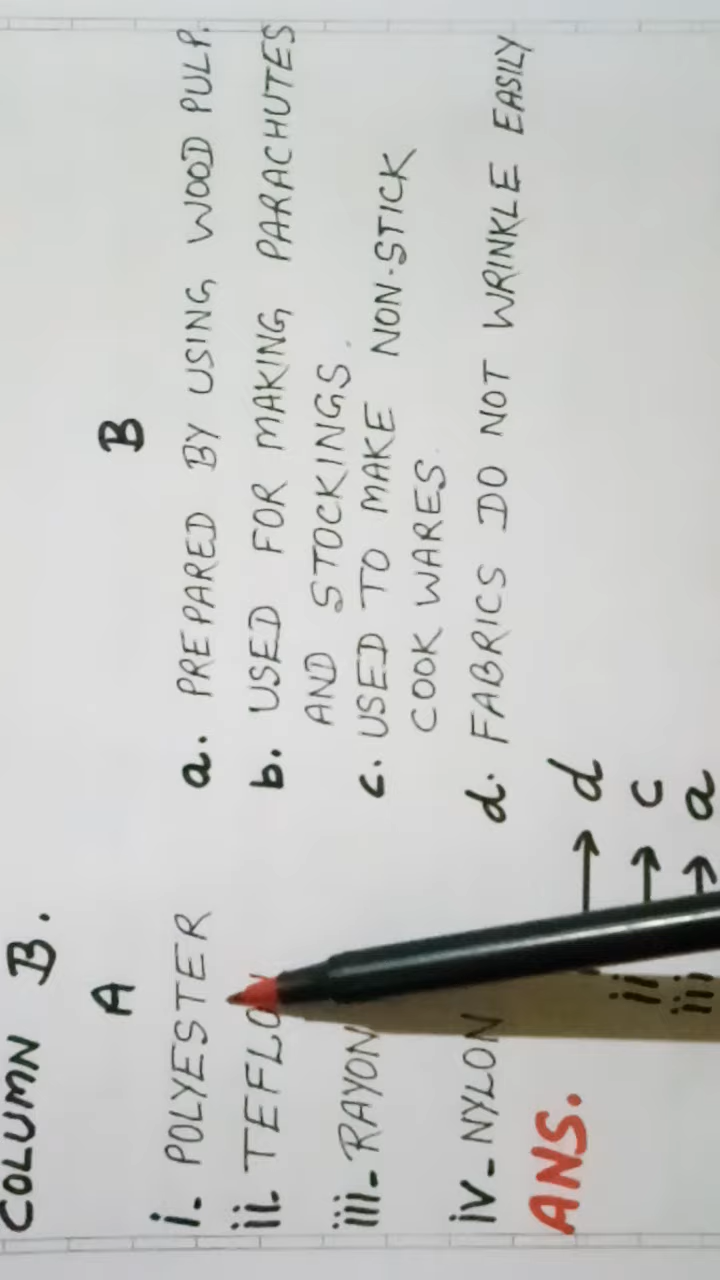 COLUMN B.
A B
i. POLYESTER a. PREPARED BY USING WOOD PULP.
ii. TEFLON b. USED FOR MAKING PARACHUTES
AND STOCKINGS.
iii. RAYON c. USED TO MAKE NON-STICK
COOK WARES.
iv. NYLON d. FABRICS DO NOT WRINKLE EASILY
ANS.
→ d
ii → c
iii → a